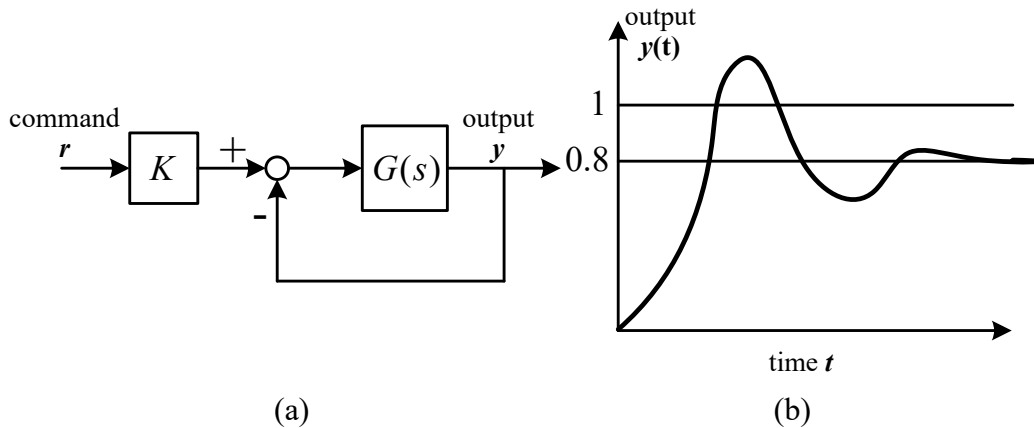 command
r
K
+
-
G(s)
output
y
output
y(t)
1
0.8
time t
(a)
(b)